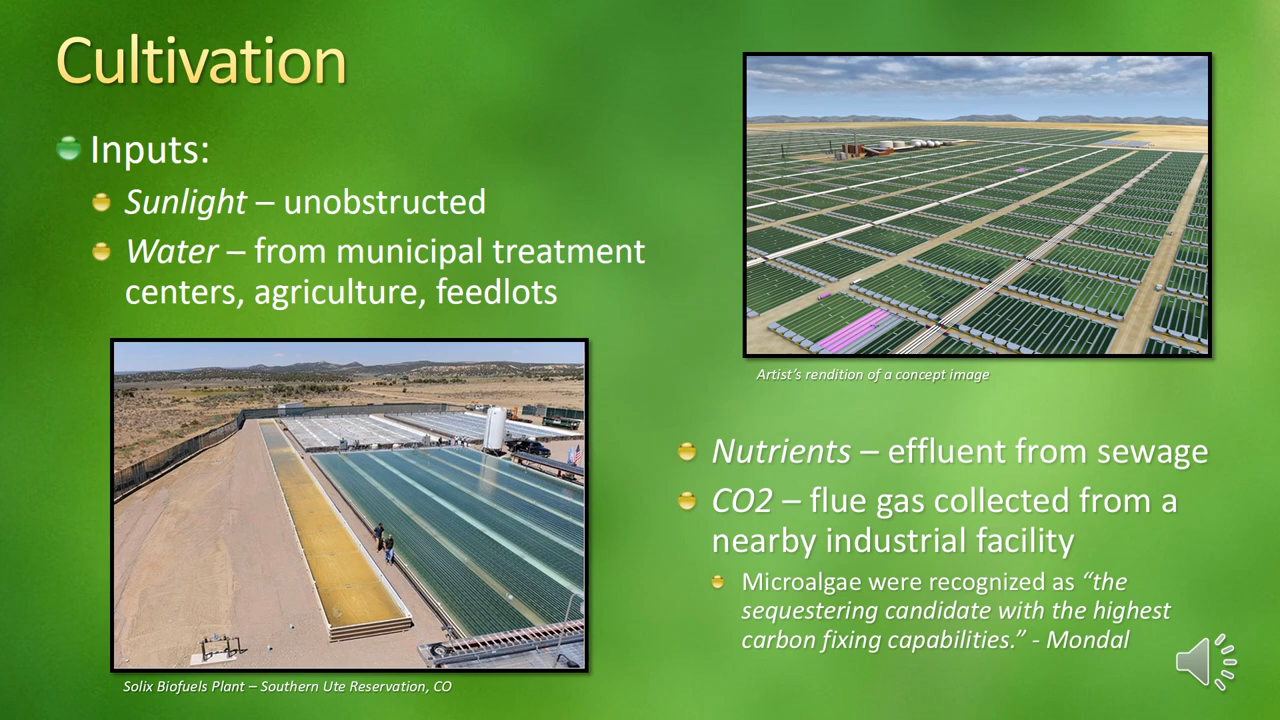 Cultivation
Inputs:
Sunlight – unobstructed
Water – from municipal treatment
centers, agriculture, feedlots
Solix Biofuels Plant – Southern Ute Reservation, CO
Artist's rendition of a concept image
Nutrients – effluent from sewage
CO2 – flue gas collected from a
nearby industrial facility
Microalgae were recognized as “the
sequestering candidate with the highest
carbon fixing capabilities.” - Mondal